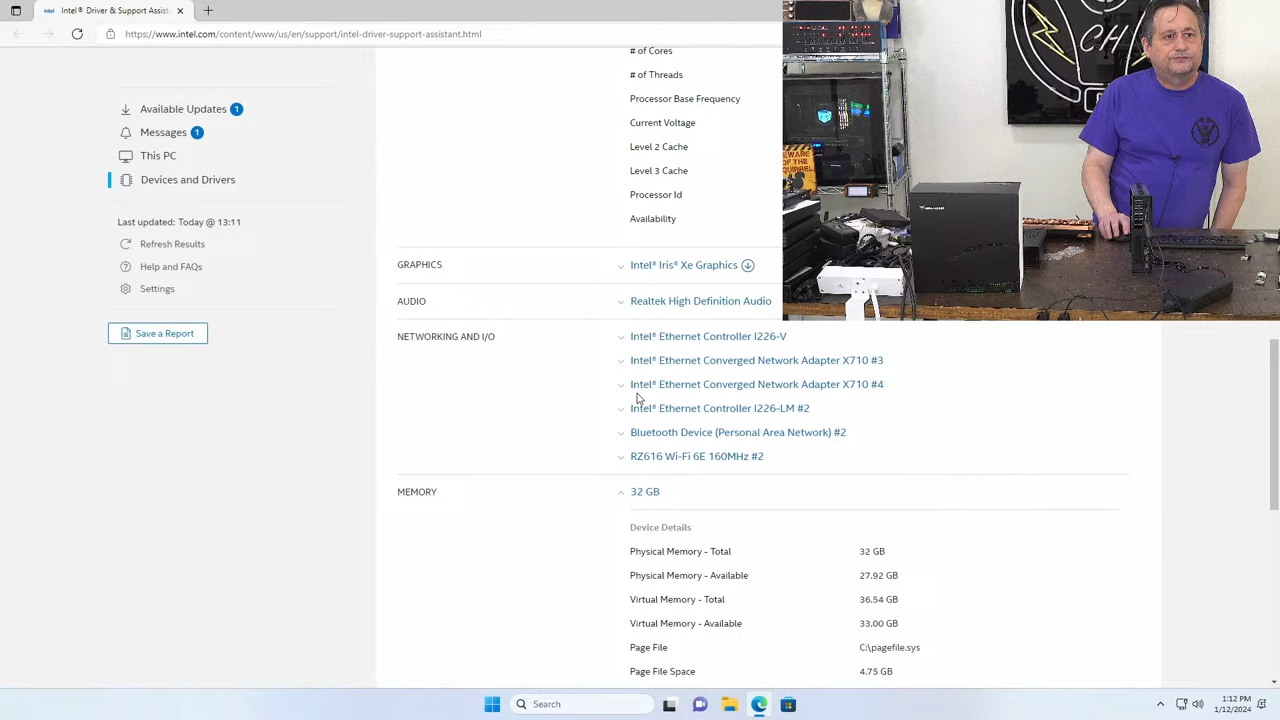 Intel® Driver & Support Assist
.intel.com/content/www/us/en/support/intel-driver-support-assistant.html
Available Updates 1
Messages 1
This PC
Devices and Drivers
Last updated: Today @ 13:11
Refresh Results
Help and FAQs
Settings
Save a Report
# of Cores
# of Threads
Processor Base Frequency
Current Voltage
Level 2 Cache
Level 3 Cache
Processor Id
Availability
GRAPHICS
Intel® Iris® Xe Graphics
AUDIO
Realtek High Definition Audio
NETWORKING AND I/O
Intel® Ethernet Controller I226-V
Intel® Ethernet Converged Network Adapter X710 #3
Intel® Ethernet Converged Network Adapter X710 #4
Intel® Ethernet Controller I226-LM #2
Bluetooth Device (Personal Area Network) #2
RZ616 Wi-Fi 6E 160MHz #2
MEMORY
32 GB
Device Details
Physical Memory - Total 32 GB
Physical Memory - Available 27.92 GB
Virtual Memory - Total 36.54 GB
Virtual Memory - Available 33.00 GB
Page File C:\pagefile.sys
Page File Space 4.75 GB
Search
1:12 PM
1/12/2024
BEWARE
OF THE
SQUIRREL
CH